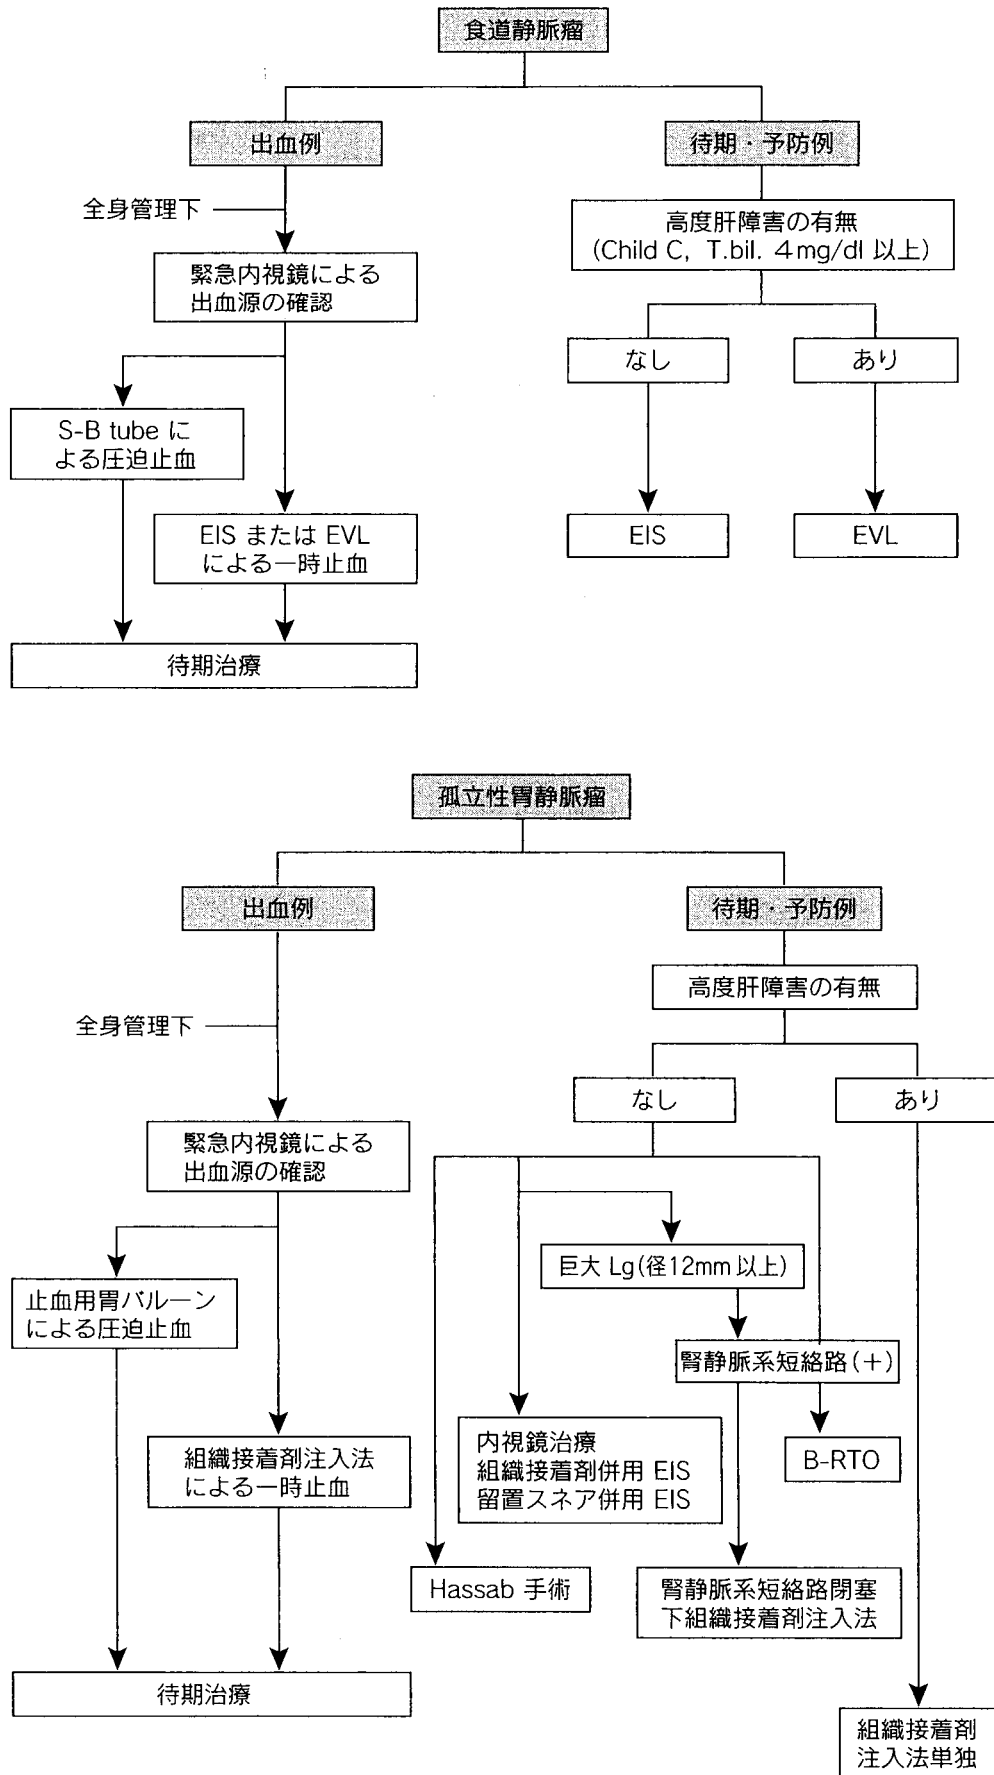 食道静脈瘤
出血例
待期・予防例
全身管理下
高度肝障害の有無
(Child C, T.bil. 4mg/dl 以上)
緊急内視鏡による
出血源の確認
なし
あり
S-B tube に
よる圧迫止血
EIS または EVL
による一時止血
EIS
EVL
待期治療
孤立性胃静脈瘤
出血例
待期・予防例
高度肝障害の有無
全身管理下
なし
あり
緊急内視鏡による
出血源の確認
巨大 Lg(径12mm 以上)
止血用胃バルーン
による圧迫止血
腎静脈系短絡路(+)
内視鏡治療
組織接着剤併用 EIS
留置スネア併用 EIS
B-RTO
組織接着剤注入法
による一時止血
Hassab 手術
腎静脈系短絡路閉塞
下組織接着剤注入法
待期治療
組織接着剤
注入法単独